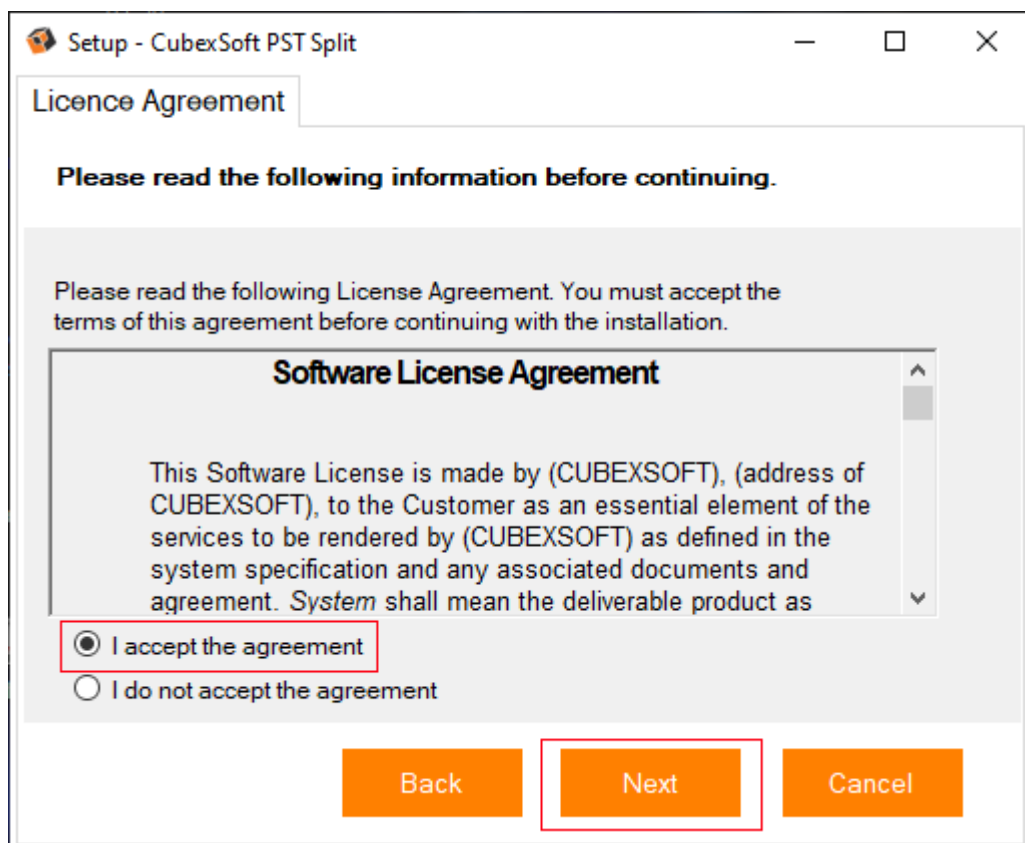 Setup - CubexSoft PST Split
Licence Agreement
Please read the following information before continuing.
Please read the following License Agreement. You must accept the
terms of this agreement before continuing with the installation.
Software License Agreement
This Software License is made by (CUBEXSOFT), (address of
CUBEXSOFT), to the Customer as an essential element of the
services to be rendered by (CUBEXSOFT) as defined in the
system specification and any associated documents and
agreement. System shall mean the deliverable product as
I accept the agreement
I do not accept the agreement
Back Next Cancel